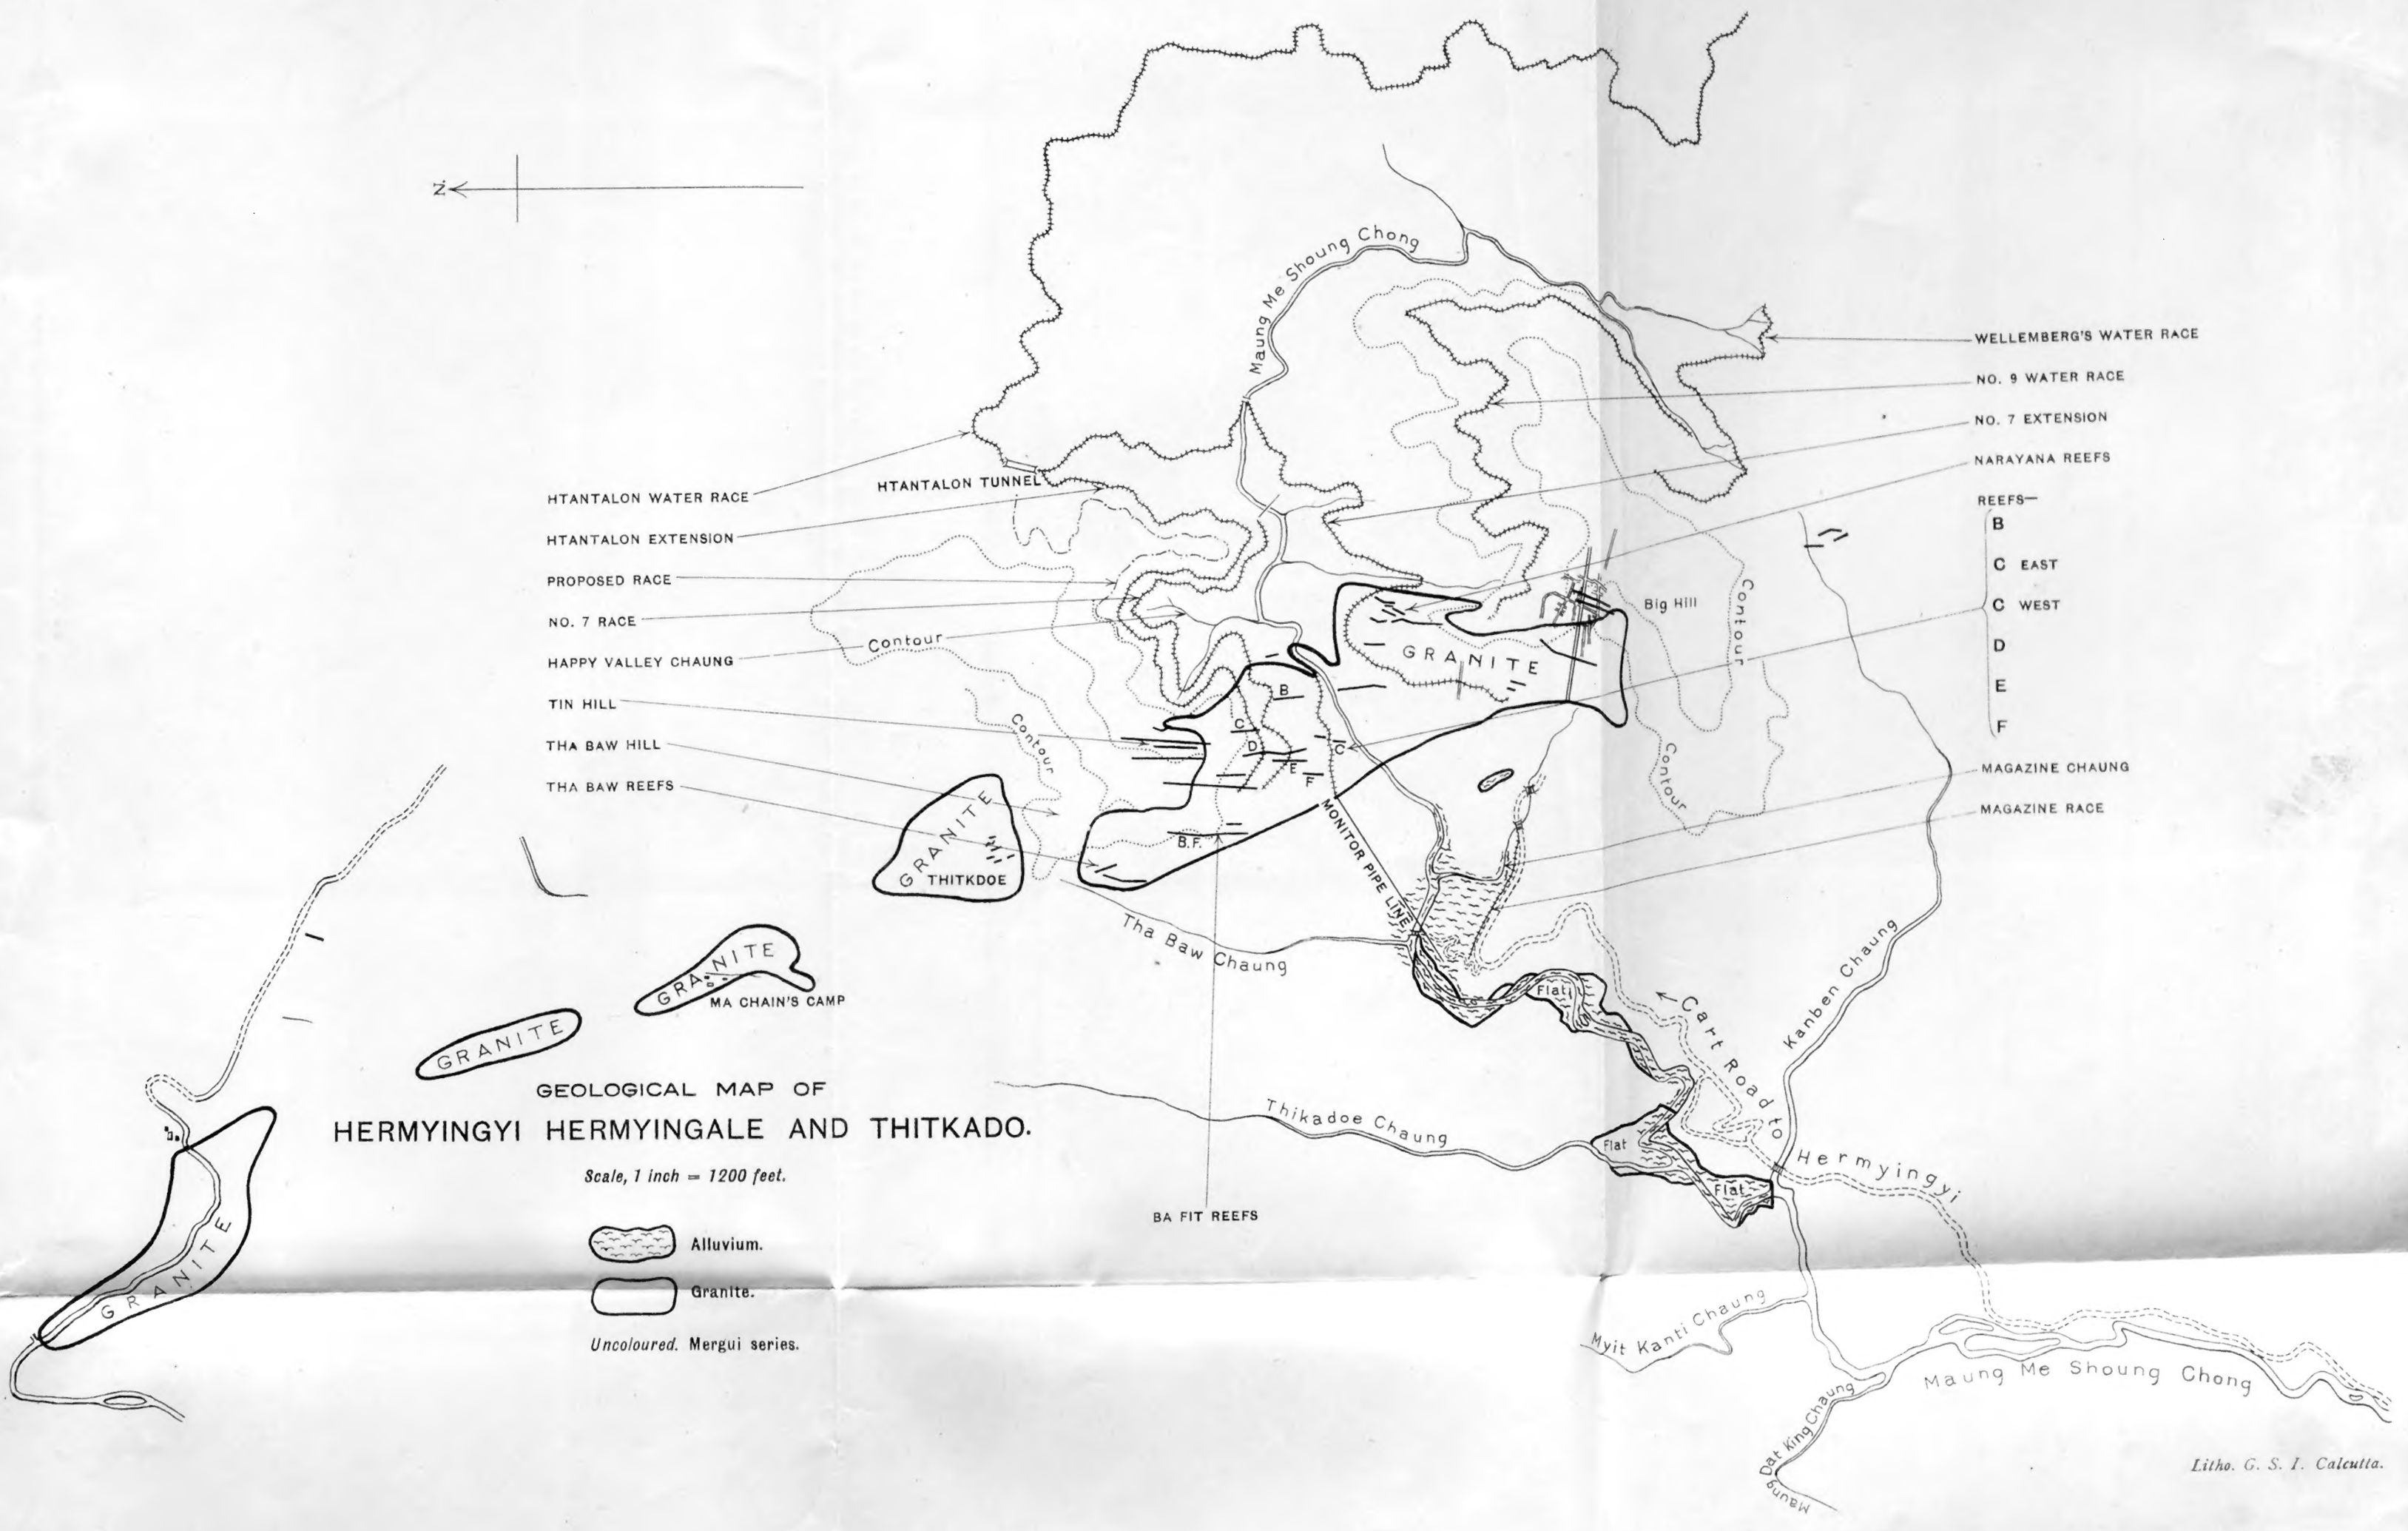 N
Maung Me Shoung Chong
WELLEMBERG'S WATER RACE
NO. 9 WATER RACE
NO. 7 EXTENSION
NARAYANA REEFS
REEFS—
B
C EAST
C WEST
D
E
F
MAGAZINE CHAUNG
MAGAZINE RACE
HTANTALON WATER RACE
HTANTALON TUNNEL
HTANTALON EXTENSION
PROPOSED RACE
NO. 7 RACE
HAPPY VALLEY CHAUNG
TIN HILL
THA BAW HILL
THA BAW REEFS
Contour
Contour
Contour
Contour
Big Hill
GRANITE
B
C
D
E
F
C
B.F.
MONITOR PIPE LINE
GRANITE
THITKDOE
Tha Baw Chaung
GRANITE
MA CHAIN'S CAMP
GRANITE
GRANITE
Flat
Flat
Flat
Cart Road to
Hermyingyi
Kanben Chaung
Thikadoe Chaung
BA FIT REEFS
Myit Kanti Chaung
Maung Dat King Chaung
Maung Me Shoung Chong
GEOLOGICAL MAP OF
HERMYINGYI HERMYINGALE AND THITKADO.
Scale, 1 inch = 1200 feet.
Alluvium.
Granite.
Uncoloured. Mergui series.
Litho. G. S. I. Calcutta.